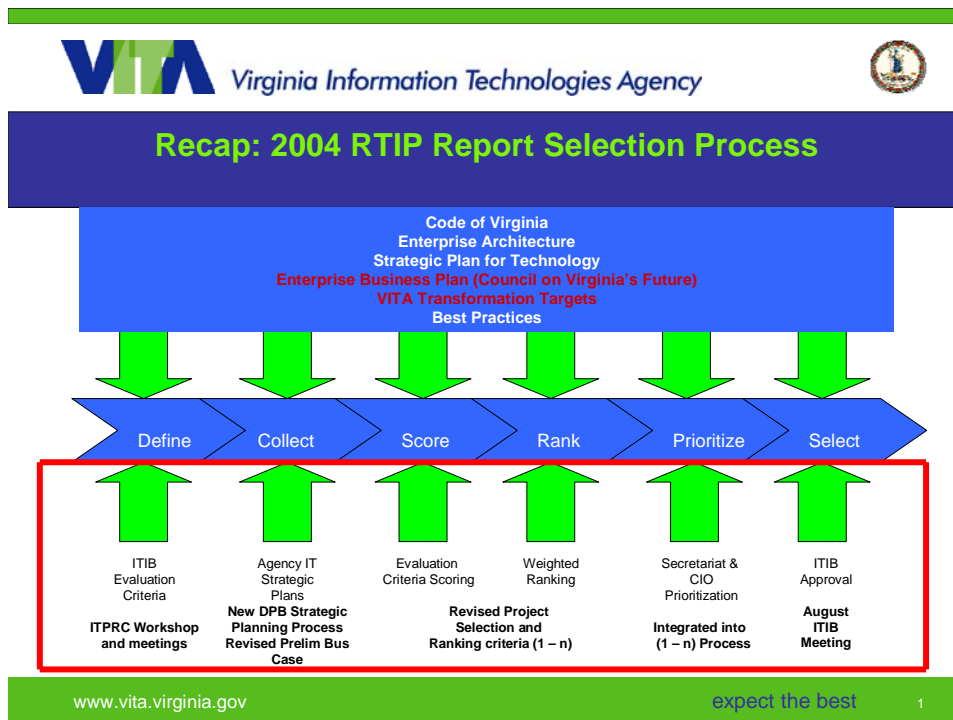 VITA Virginia Information Technologies Agency
Recap: 2004 RTIP Report Selection Process
Code of Virginia
Enterprise Architecture
Strategic Plan for Technology
Enterprise Business Plan (Council on Virginia's Future)
VITA Transformation Targets
Best Practices
Define
Collect
Score
Rank
Prioritize
Select
ITIB
Evaluation
Criteria
ITPRC Workshop
and meetings
Agency IT
Strategic
Plans
New DPB Strategic
Planning Process
Revised Prelim Bus
Case
Evaluation
Criteria Scoring
Weighted
Ranking
Revised Project
Selection and
Ranking criteria (1 – n)
Secretariat &
CIO
Prioritization
Integrated into
(1 – n) Process
ITIB
Approval
August
ITIB
Meeting
www.vita.virginia.gov
expect the best
1